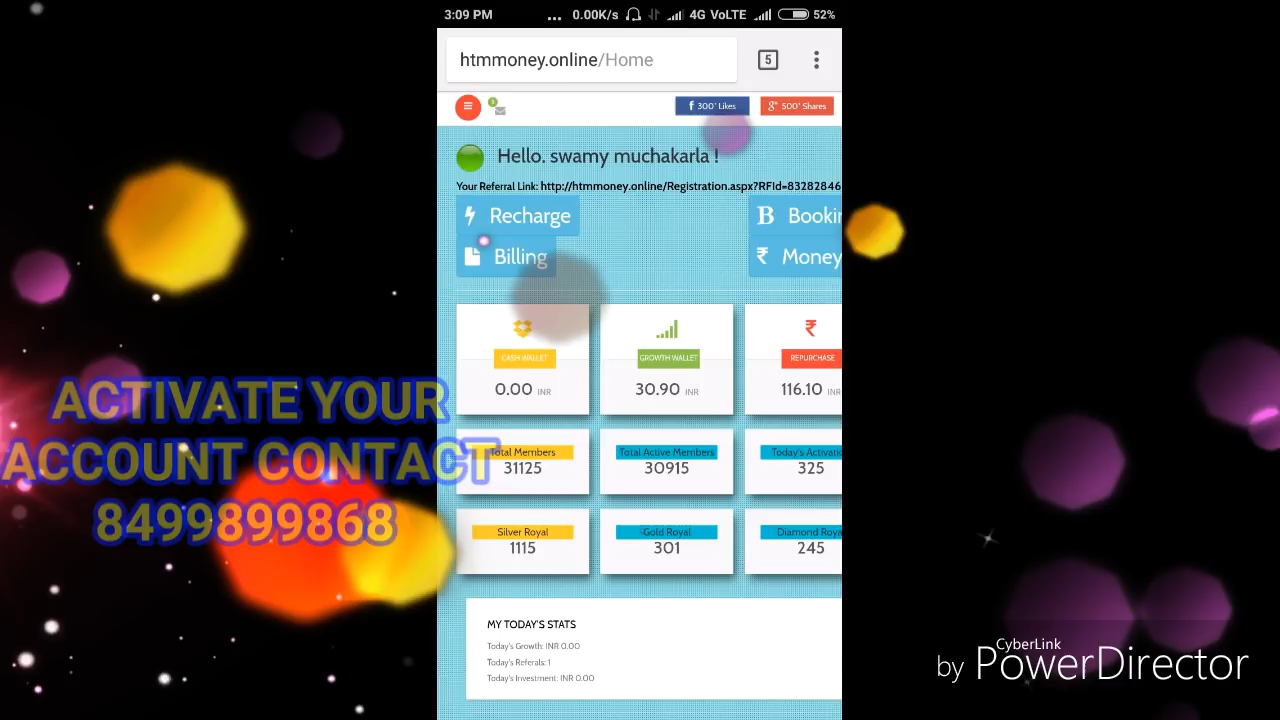 3:09 PM ... 0.00K/s 4G VoLTE 52%
htmmoney.online/Home 5
f 300+ Likes g+ 500+ Shares
Hello. swamy muchakarla !
Your Referral Link: http://htmmoney.online/Registration.aspx?RFId=83282846
Recharge
B Bookin
Billing
₹ Money
CASH WALLET GROWTH WALLET REPURCHASE
0.00 INR 30.90 INR 116.10 INR
ACTIVATE YOUR
ACCOUNT CONTACT
8499899868
Total Members Total Active Members Today's Activatio
31125 30915 325
Silver Royal Gold Royal Diamond Roya
1115 301 245
MY TODAY'S STATS
Today's Growth: INR 0.00
Today's Referrals: 1
Today's Investment: INR 0.00
CyberLink
by PowerDirector